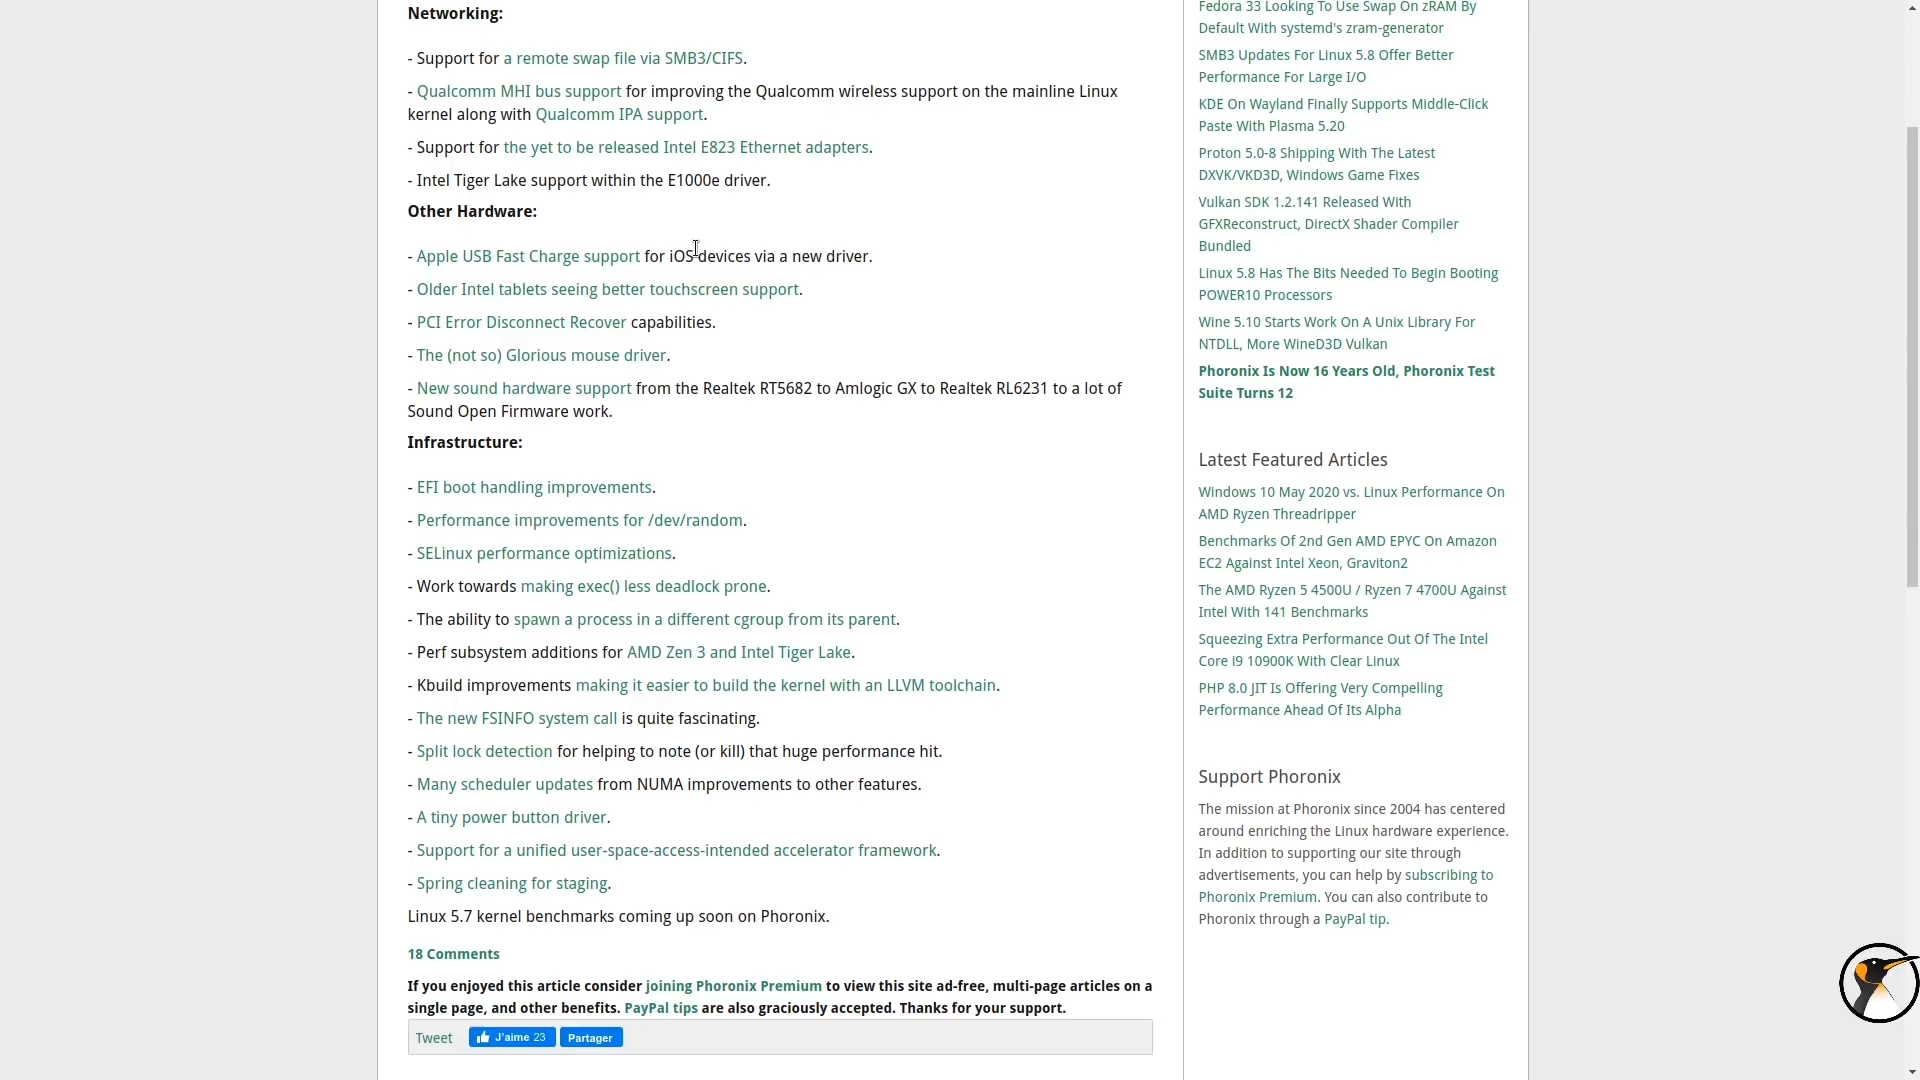 Networking:
- Support for a remote swap file via SMB3/CIFS.
- Qualcomm MHI bus support for improving the Qualcomm wireless support on the mainline Linux
kernel along with Qualcomm IPA support.
- Support for the yet to be released Intel E823 Ethernet adapters.
- Intel Tiger Lake support within the E1000e driver.
Other Hardware:
- Apple USB Fast Charge support for iOS devices via a new driver.
- Older Intel tablets seeing better touchscreen support.
- PCI Error Disconnect Recover capabilities.
- The (not so) Glorious mouse driver.
- New sound hardware support from the Realtek RT5682 to Amlogic GX to Realtek RL6231 to a lot of
Sound Open Firmware work.
Infrastructure:
- EFI boot handling improvements.
- Performance improvements for /dev/random.
- SELinux performance optimizations.
- Work towards making exec() less deadlock prone.
- The ability to spawn a process in a different cgroup from its parent.
- Perf subsystem additions for AMD Zen 3 and Intel Tiger Lake.
- Kbuild improvements making it easier to build the kernel with an LLVM toolchain.
- The new FSINFO system call is quite fascinating.
- Split lock detection for helping to note (or kill) that huge performance hit.
- Many scheduler updates from NUMA improvements to other features.
- A tiny power button driver.
- Support for a unified user-space-access-intended accelerator framework.
- Spring cleaning for staging.
Linux 5.7 kernel benchmarks coming up soon on Phoronix.
18 Comments
If you enjoyed this article consider joining Phoronix Premium to view this site ad-free, multi-page articles on a
single page, and other benefits. PayPal tips are also graciously accepted. Thanks for your support.
Tweet
J'aime 23
Partager
Fedora 33 Looking To Use Swap On zRAM By
Default With systemd's zram-generator
SMB3 Updates For Linux 5.8 Offer Better
Performance For Large I/O
KDE On Wayland Finally Supports Middle-Click
Paste With Plasma 5.20
Proton 5.0-8 Shipping With The Latest
DXVK/VKD3D, Windows Game Fixes
Vulkan SDK 1.2.141 Released With
GFXReconstruct, DirectX Shader Compiler
Bundled
Linux 5.8 Has The Bits Needed To Begin Booting
POWER10 Processors
Wine 5.10 Starts Work On A Unix Library For
NTDLL, More WineD3D Vulkan
Phoronix Is Now 16 Years Old, Phoronix Test
Suite Turns 12
Latest Featured Articles
Windows 10 May 2020 vs. Linux Performance On
AMD Ryzen Threadripper
Benchmarks Of 2nd Gen AMD EPYC On Amazon
EC2 Against Intel Xeon, Graviton2
The AMD Ryzen 5 4500U / Ryzen 7 4700U Against
Intel With 141 Benchmarks
Squeezing Extra Performance Out Of The Intel
Core i9 10900K With Clear Linux
PHP 8.0 JIT Is Offering Very Compelling
Performance Ahead Of Its Alpha
Support Phoronix
The mission at Phoronix since 2004 has centered
around enriching the Linux hardware experience.
In addition to supporting our site through
advertisements, you can help by subscribing to
Phoronix Premium. You can also contribute to
Phoronix through a PayPal tip.